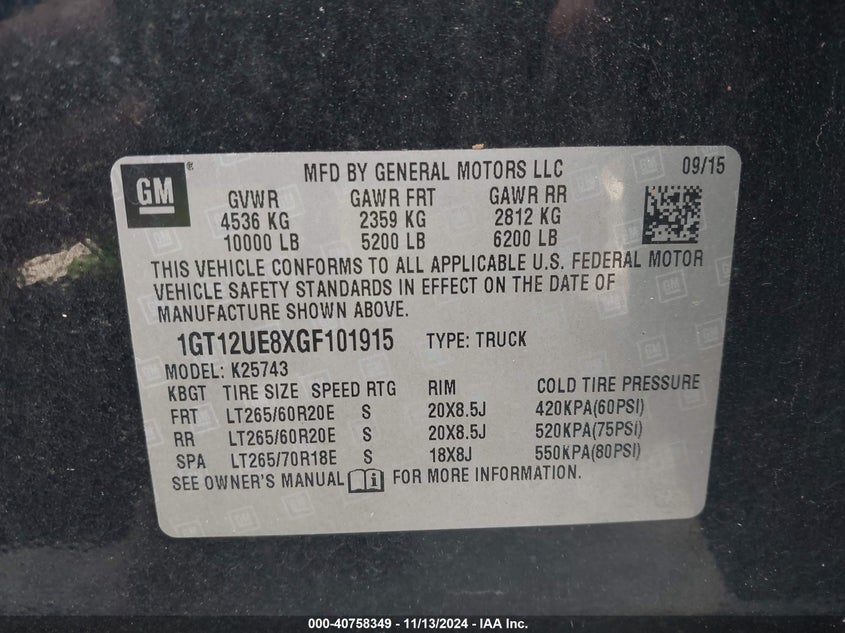 GM®
MFD BY GENERAL MOTORS LLC 09/15
GVWR GAWR FRT GAWR RR
4536 KG 2359 KG 2812 KG
10000 LB 5200 LB 6200 LB
THIS VEHICLE CONFORMS TO ALL APPLICABLE U.S. FEDERAL MOTOR
VEHICLE SAFETY STANDARDS IN EFFECT ON THE DATE OF
MANUFACTURE SHOWN ABOVE.
1GT12UE8XGF101915 TYPE: TRUCK
MODEL: K25743
KBGT TIRE SIZE SPEED RTG RIM COLD TIRE PRESSURE
FRT LT265/60R20E S 20X8.5J 420KPA(60PSI)
RR LT265/60R20E S 20X8.5J 520KPA(75PSI)
SPA LT265/70R18E S 18X8J 550KPA(80PSI)
SEE OWNER'S MANUAL i FOR MORE INFORMATION.
000-40758349 - 11/13/2024 - IAA Inc.